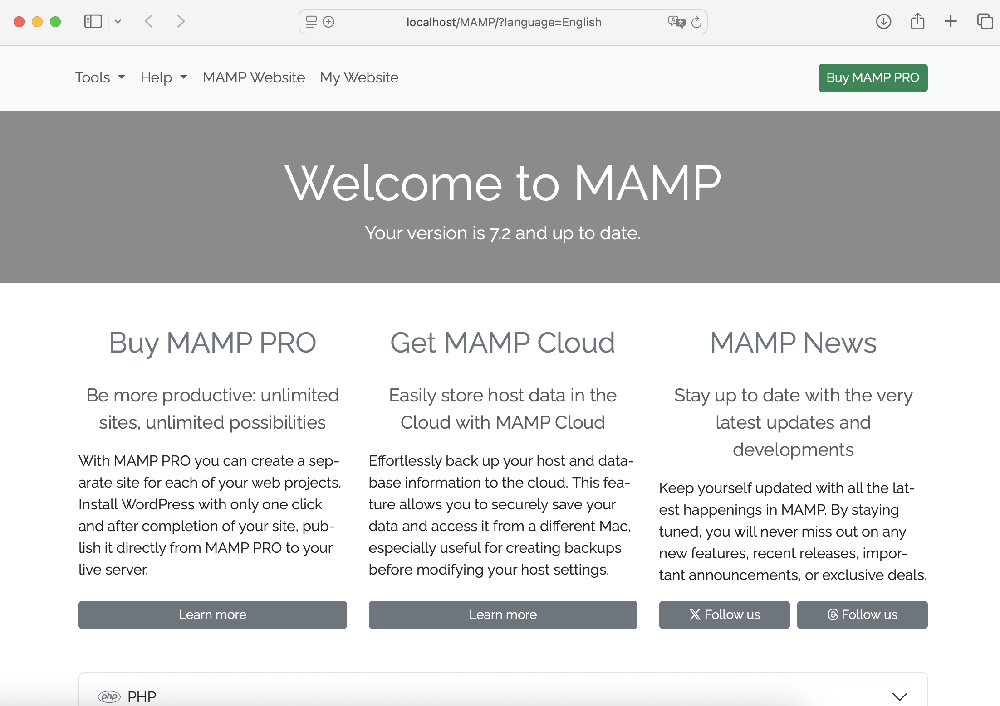 localhost/MAMP/?language=English
Tools Help MAMP Website My Website Buy MAMP PRO
Welcome to MAMP
Your version is 7.2 and up to date.
Buy MAMP PRO
Be more productive: unlimited
sites, unlimited possibilities
With MAMP PRO you can create a sep-
arate site for each of your web projects.
Install WordPress with only one click
and after completion of your site, pub-
lish it directly from MAMP PRO to your
live server.
Learn more
Get MAMP Cloud
Easily store host data in the
Cloud with MAMP Cloud
Effortlessly back up your host and data-
base information to the cloud. This fea-
ture allows you to securely save your
data and access it from a different Mac,
especially useful for creating backups
before modifying your host settings.
Learn more
MAMP News
Stay up to date with the very
latest updates and
developments
Keep yourself updated with all the lat-
est happenings in MAMP. By staying
tuned, you will never miss out on any
new features, recent releases, impor-
tant announcements, or exclusive deals.
Follow us
Follow us
php PHP